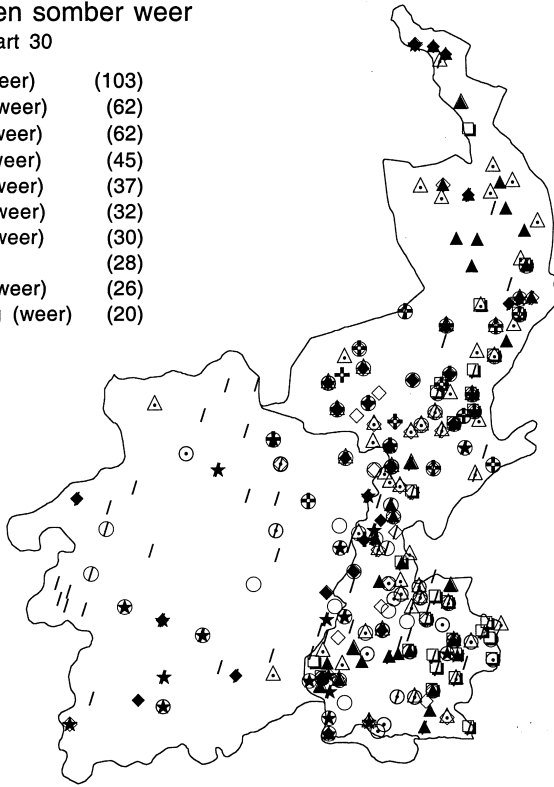 en somber weer
art 30
eer) (103)
weer) (62)
weer) (62)
weer) (45)
weer) (37)
weer) (32)
weer) (30)
(28)
weer) (26)
(weer) (20)